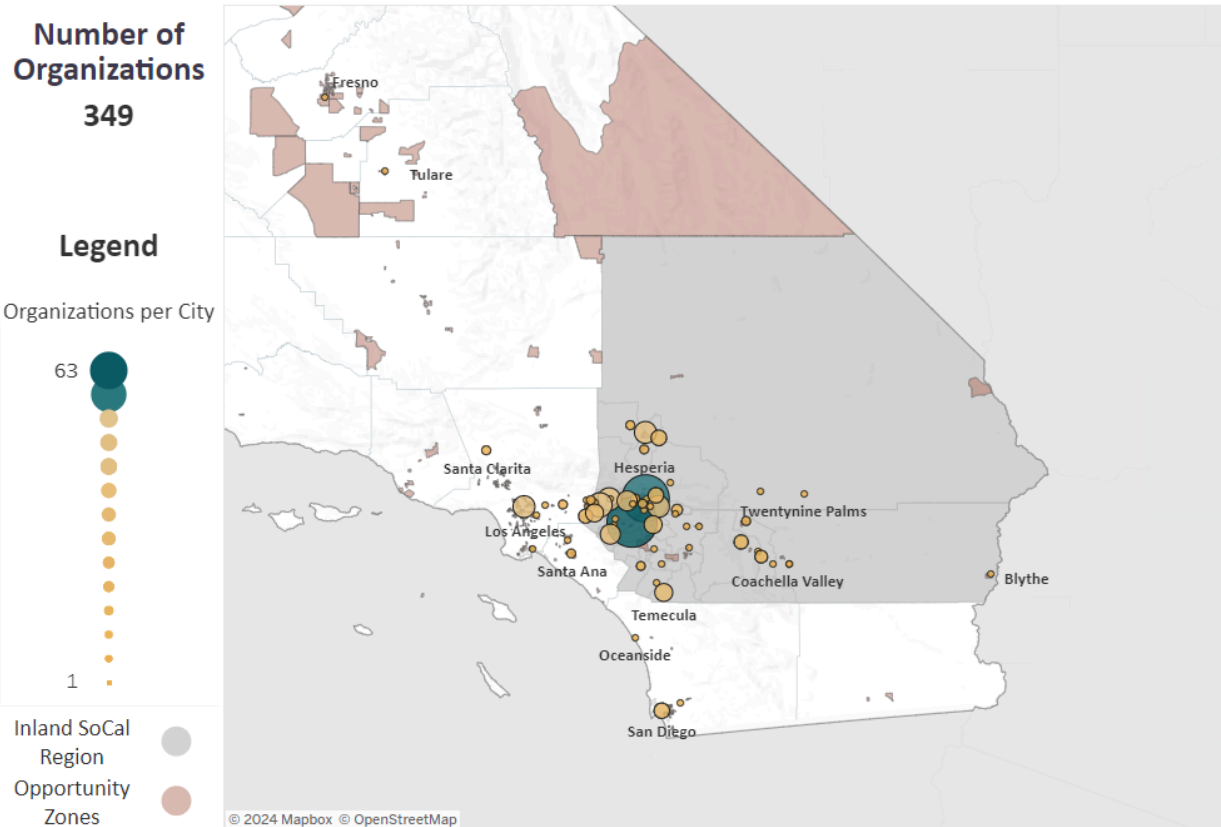 Number of
Organizations
349
Legend
Organizations per City
63
1
Inland SoCal
Region
Opportunity
Zones
Fresno
Tulare
Santa Clarita
Hesperia
Los Angeles
Twentynine Palms
Santa Ana
Coachella Valley
Blythe
Temecula
Oceanside
San Diego
© 2024 Mapbox © OpenStreetMap